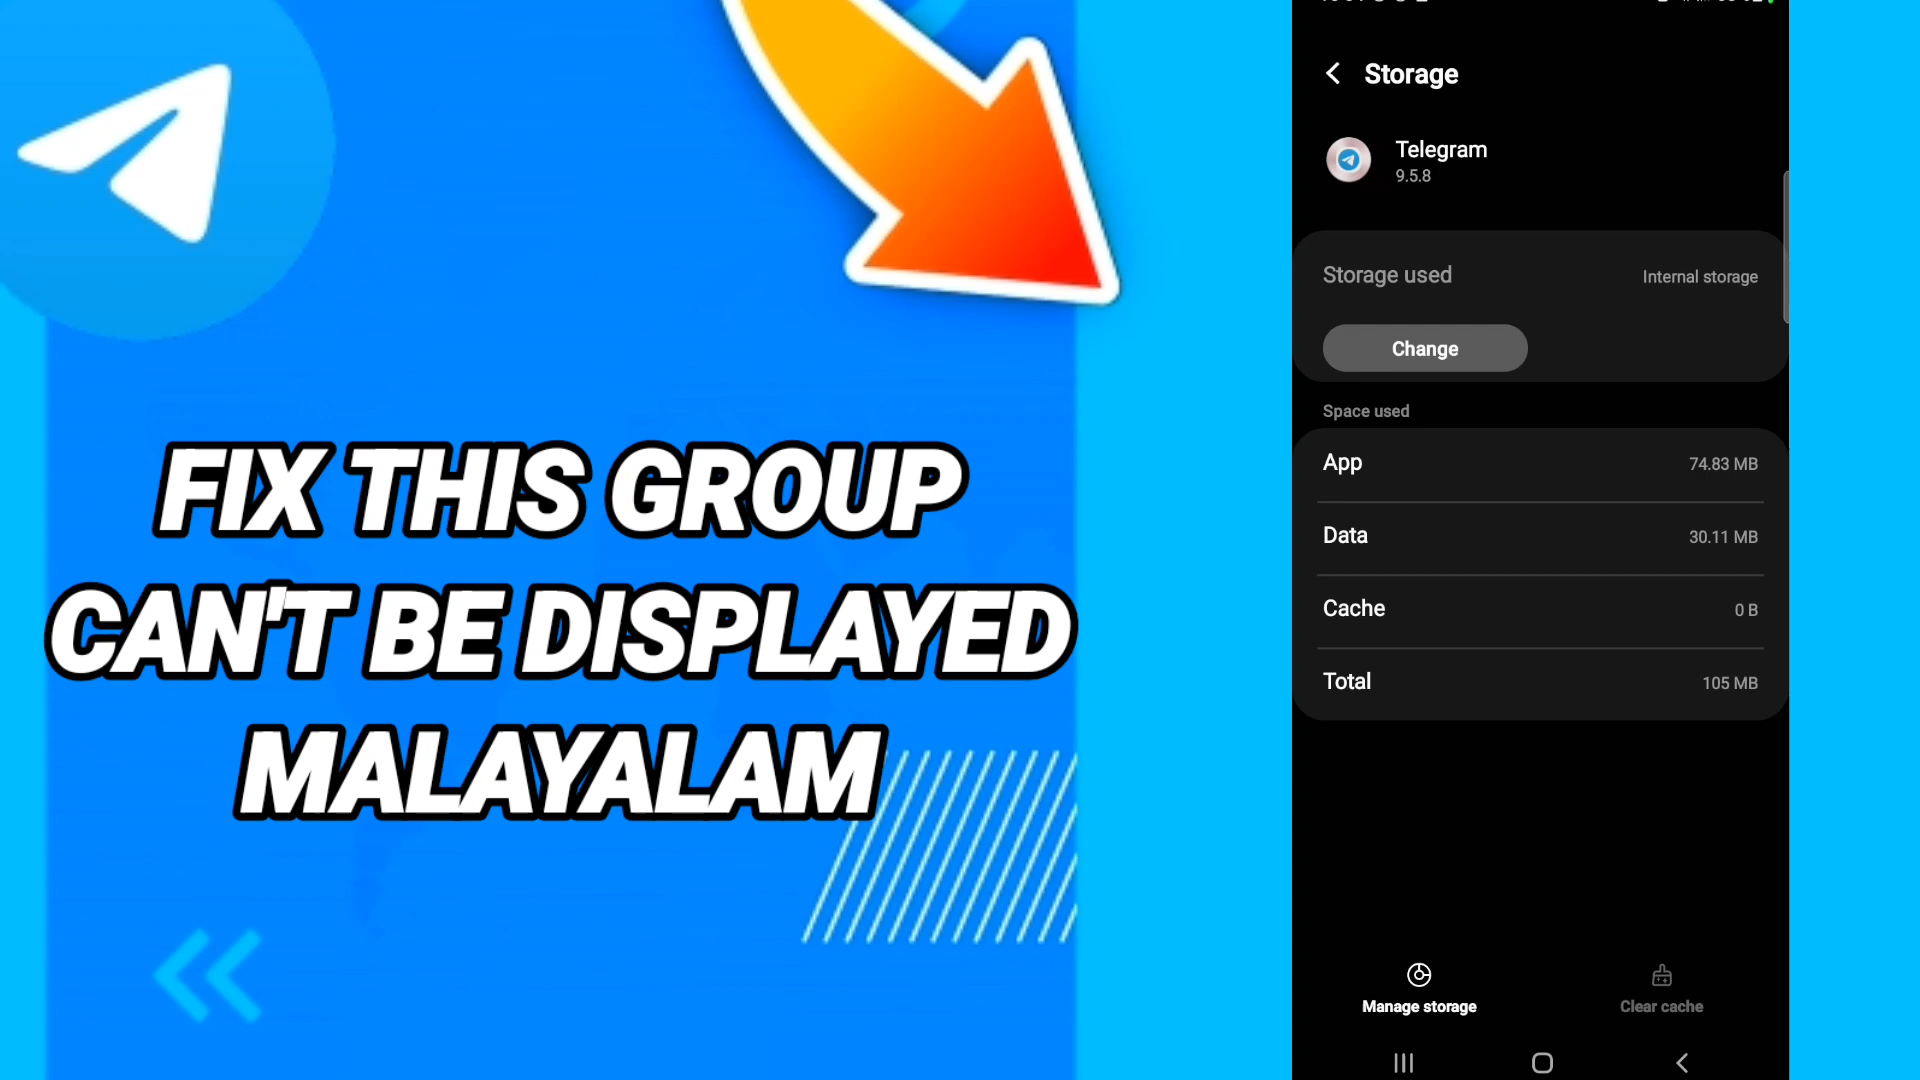 FIX THIS GROUP
CAN'T BE DISPLAYED
MALAYALAM
Storage
Telegram
9.5.8
Storage used
Internal storage
Change
Space used
App
74.83 MB
Data
30.11 MB
Cache
0 B
Total
105 MB
Manage storage
Clear cache